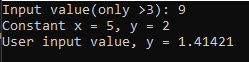 Input value(only >3): 9
Constant x = 5, y = 2
User input value, y = 1.41421